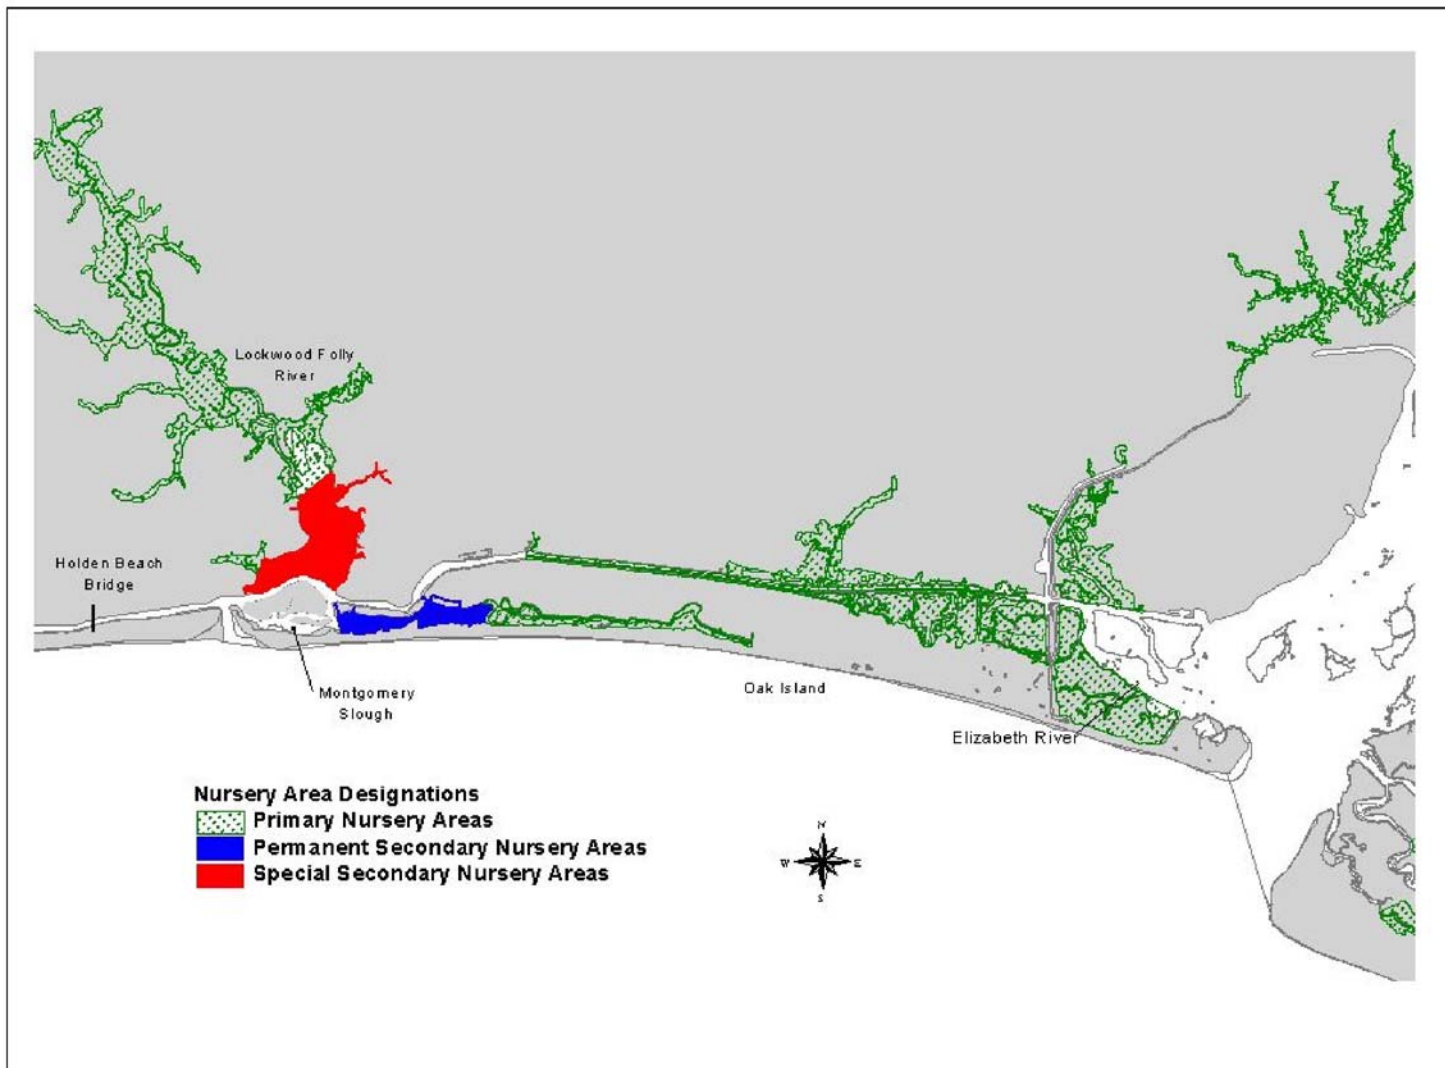 Lockwood Folly
River
Holden Beach
Bridge
Montgomery
Slough
Oak Island
Elizabeth River
Nursery Area Designations
Primary Nursery Areas
Permanent Secondary Nursery Areas
Special Secondary Nursery Areas
N
W E
S